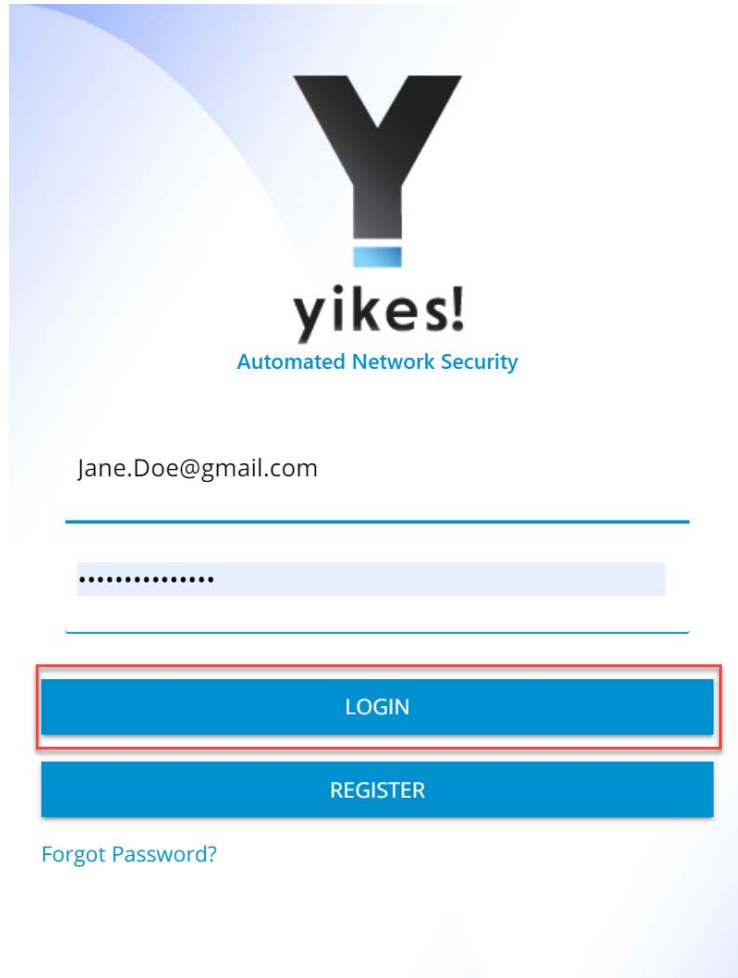 Y
yikes!
Automated Network Security
Jane.Doe@gmail.com
•••••••••••••••
LOGIN
REGISTER
Forgot Password?